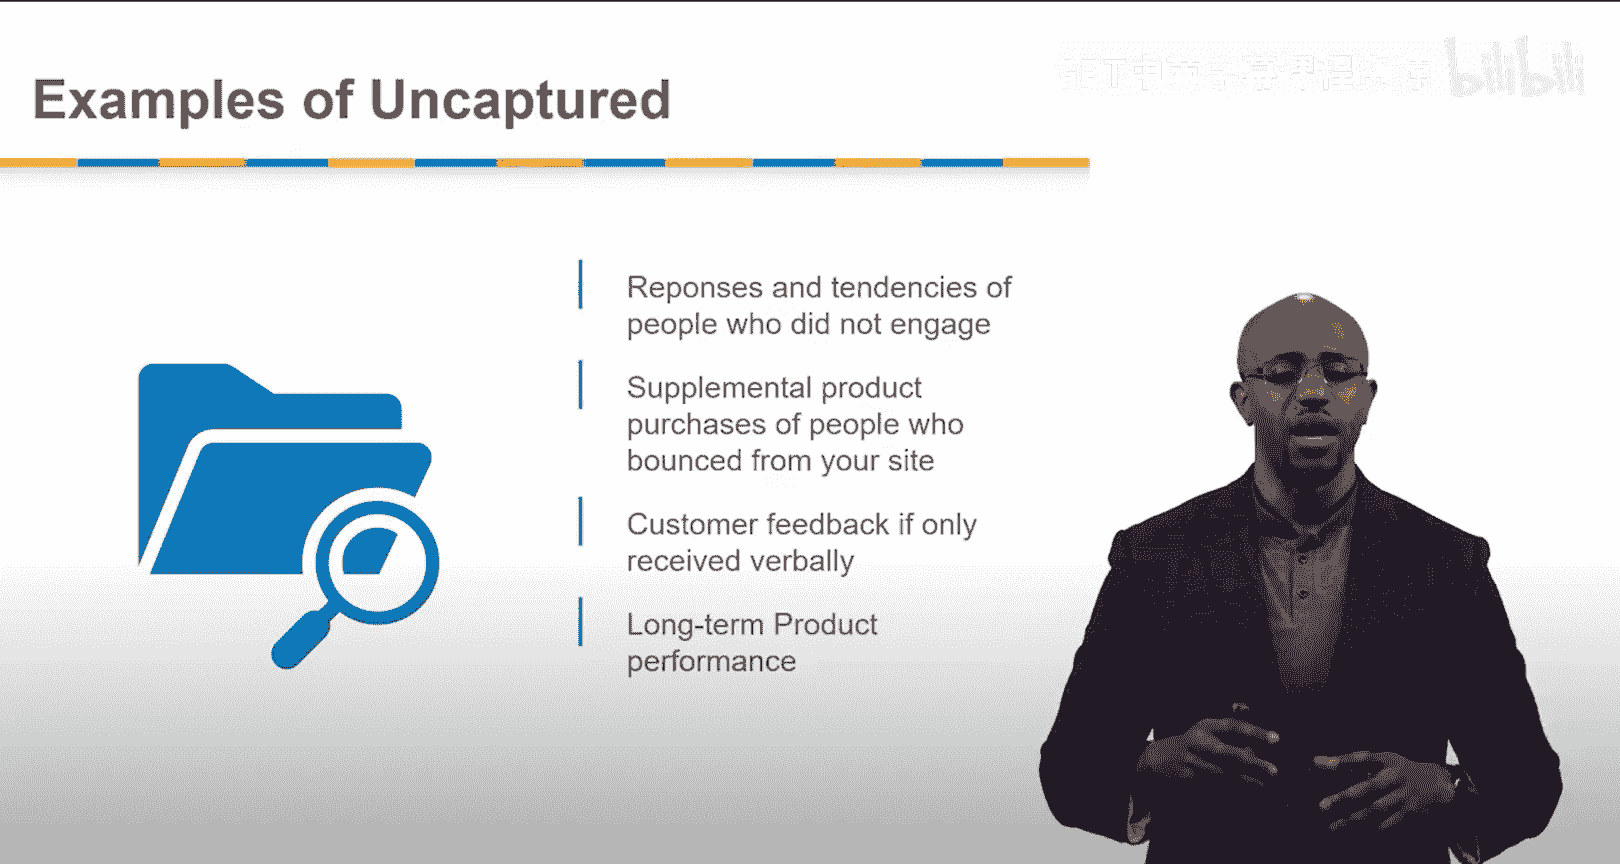 Examples of Uncaptured
bilibili
Reponses and tendencies of
people who did not engage
Supplemental product
purchases of people who
bounced from your site
Customer feedback if only
received verbally
Long-term Product
performance